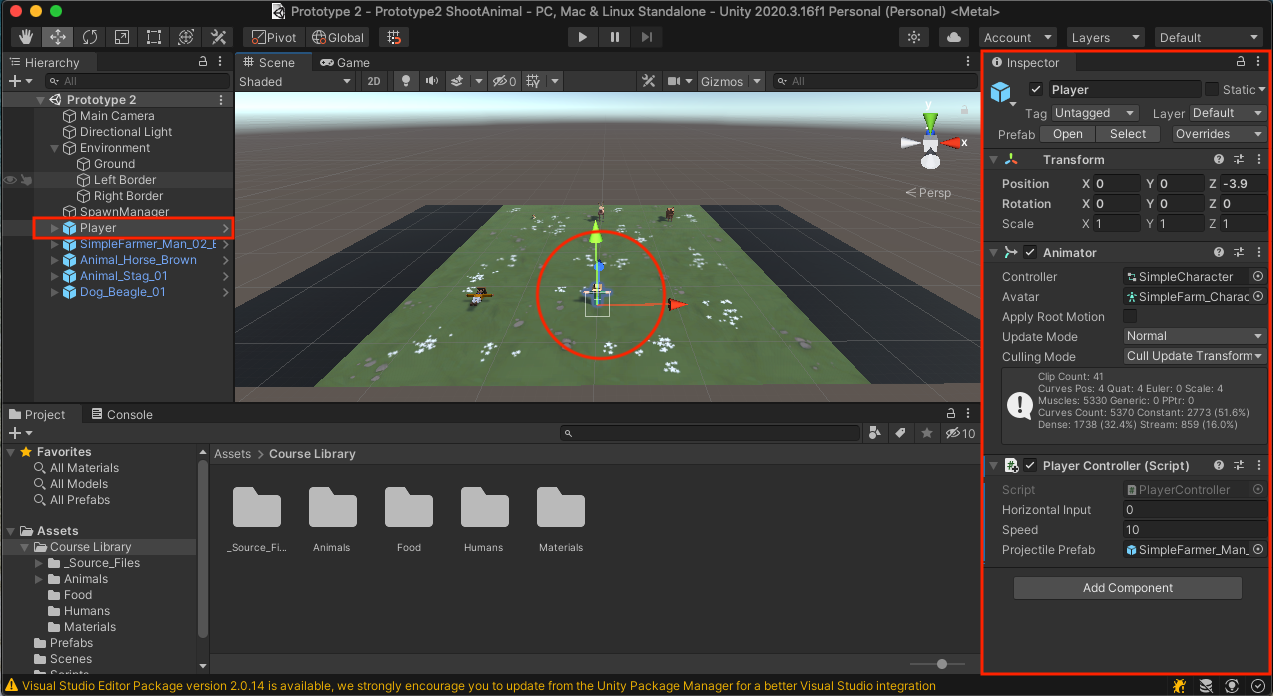 Prototype 2 - Prototype2 ShootAnimal - PC, Mac & Linux Standalone - Unity 2020.3.16f1 Personal (Personal) <Metal>
Pivot Global Account Layers Default
Hierarchy
All
Prototype 2
Main Camera
Directional Light
Environment
Ground
Left Border
Right Border
SpawnManager
Player
SimpleFarmer_Man_02_
Animal_Horse_Brown
Animal_Stag_01
Dog_Beagle_01
Scene Game
Shaded 2D 0 Gizmos All
y
x
Persp
Inspector
Player Static
Tag Untagged Layer Default
Prefab Open Select Overrides
Transform
Position X 0 Y 0 Z -3.9
Rotation X 0 Y 0 Z 0
Scale X 1 Y 1 Z 1
Animator
Controller SimpleCharacter
Avatar SimpleFarm_Charac
Apply Root Motion
Update Mode Normal
Culling Mode Cull Update Transform
Clip Count: 41
Curves Pos: 4 Quat: 4 Euler: 0 Scale: 4
Muscles: 5330 Generic: 0 PPtr: 0
Curves Count: 5370 Constant: 2773 (51.6%)
Dense: 1738 (32.4%) Stream: 859 (16.0%)
Player Controller (Script)
Script PlayerController
Horizontal Input 0
Speed 10
Projectile Prefab SimpleFarmer_Man_
Add Component
Project Console
10
Favorites
All Materials
All Models
All Prefabs
Assets
Course Library
_Source_Files
Animals
Food
Humans
Materials
Prefabs
Scenes
Assets > Course Library
_Source_Fi... Animals Food Humans Materials
Visual Studio Editor Package version 2.0.14 is available, we strongly encourage you to update from the Unity Package Manager for a better Visual Studio integration